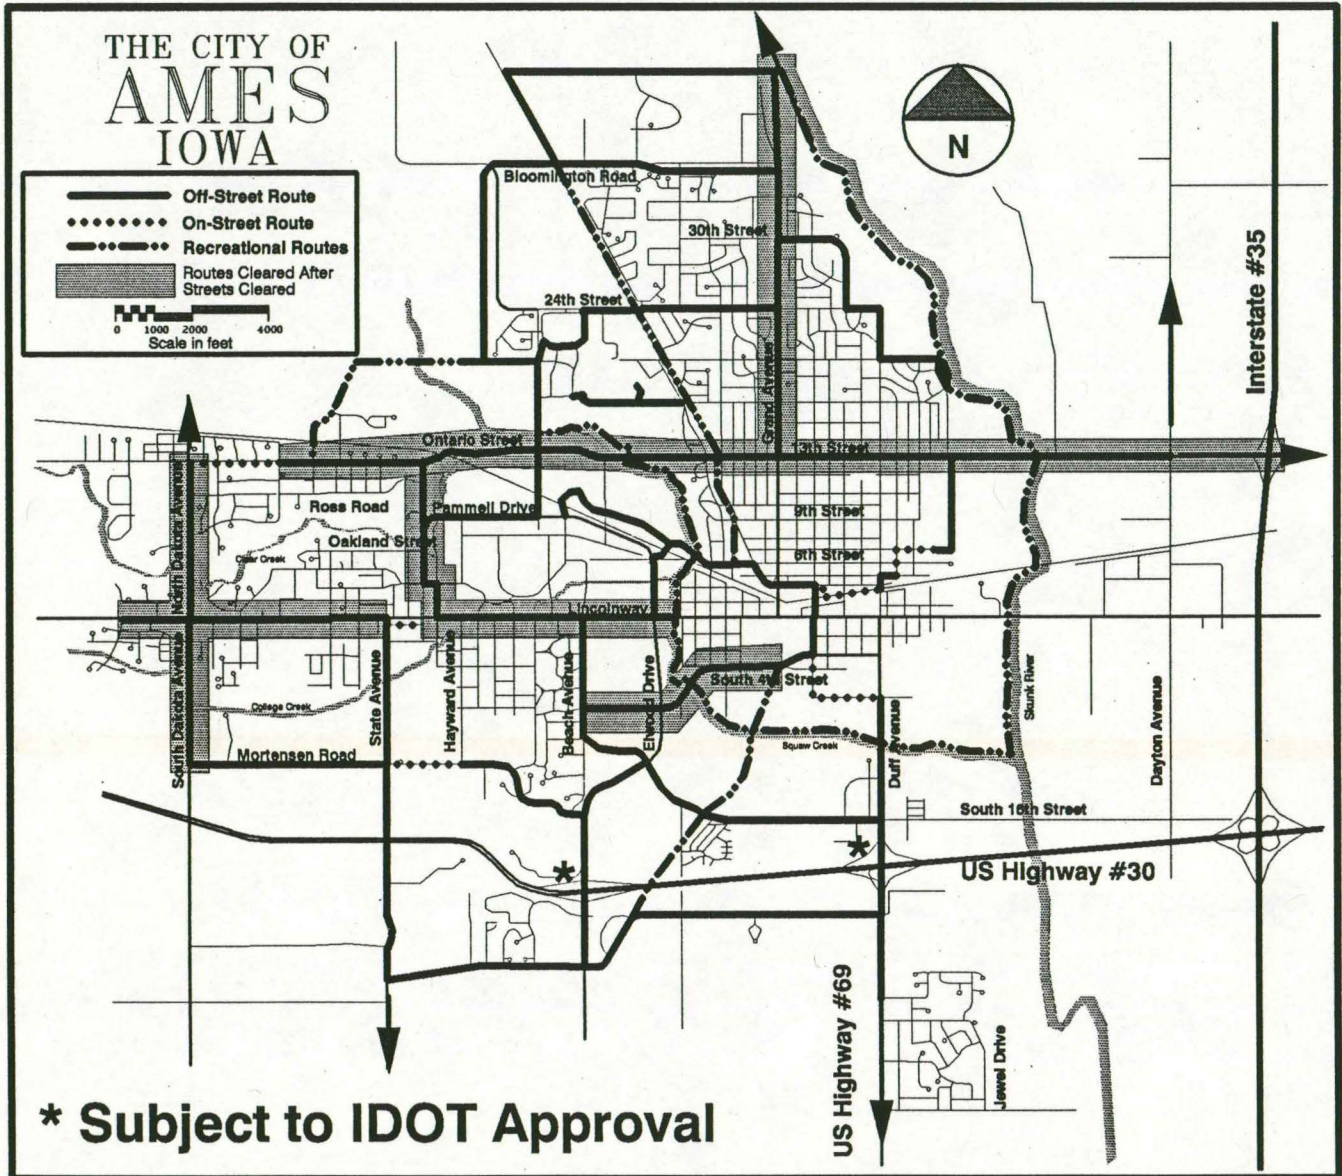 THE CITY OF
AMES
IOWA
Off-Street Route
On-Street Route
Recreational Routes
Routes Cleared After
Streets Cleared
0 1000 2000 4000
Scale in feet
N
Bloomington Road
30th Street
24th Street
Grand Avenue
Interstate #35
Ontario Street
13th Street
North Dakota Avenue
Ross Road
Pammell Drive
9th Street
Oakland Street
6th Street
Clear Creek
Lincolnway
South Dakota Avenue
State Avenue
Hayward Avenue
Beach Avenue
Elwood Drive
South 4th Street
Skunk River
College Creek
Duff Avenue
Dayton Avenue
Squaw Creek
Mortensen Road
South 16th Street
*
*
US Highway #30
US Highway #69
Jewel Drive
* Subject to IDOT Approval